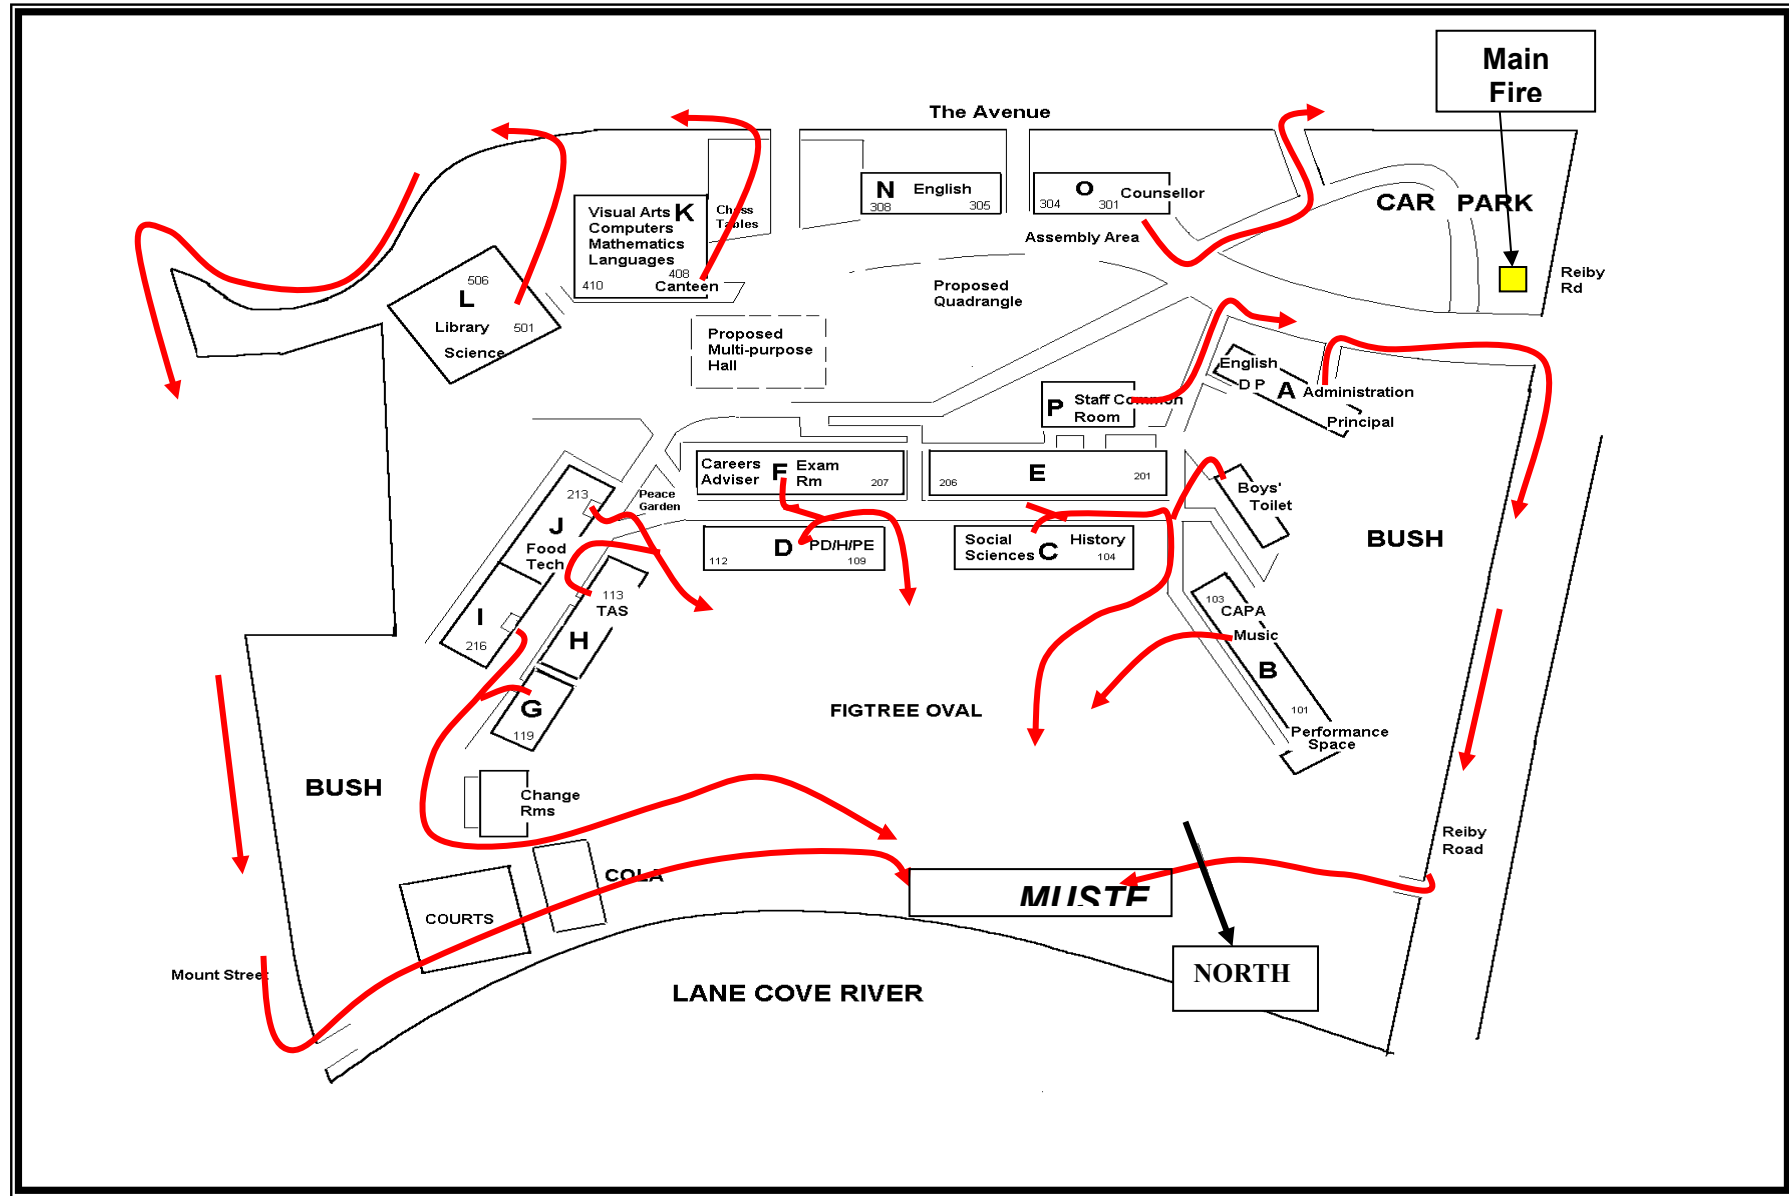 Main
Fire
The Avenue
N English
308 305
O Counsellor
304 301
CAR PARK
Visual Arts K
Computers
Mathematics
Languages
408
410 Canteen
Chess
Tables
Assembly Area
Reiby
Rd
506
L
Library 501
Science
Proposed
Quadrangle
Proposed
Multi-purpose
Hall
English
D P A Administration
Principal
P Staff Common
Room
Careers
Adviser F Exam
Rm 207
E
206 201
213
J
Food
Tech
Peace
Garden
Boys'
Toilet
BUSH
D PD/H/PE
112 109
Social
Sciences C History
104
113
TAS
I
216
H
103
CAPA
Music
B
101
Performance
Space
G
119
FIGTREE OVAL
BUSH
Change
Rms
Reiby
Road
COLA
COURTS
MUSTE
Mount Street
NORTH
LANE COVE RIVER